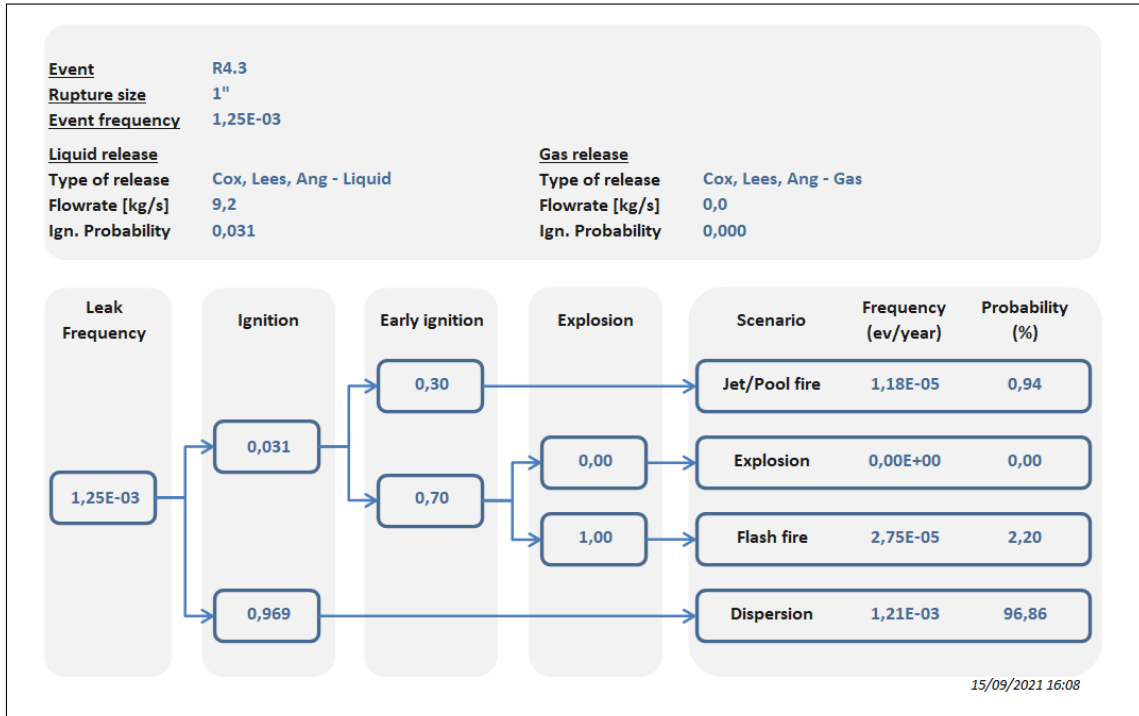 Event R4.3
Rupture size 1"
Event frequency 1,25E-03
Liquid release Gas release
Type of release Cox, Lees, Ang - Liquid Type of release Cox, Lees, Ang - Gas
Flowrate [kg/s] 9,2 Flowrate [kg/s] 0,0
Ign. Probability 0,031 Ign. Probability 0,000
Leak Frequency Ignition Early ignition Explosion Scenario Frequency (ev/year) Probability (%)
0,30 Jet/Pool fire 1,18E-05 0,94
0,031 0,00 Explosion 0,00E+00 0,00
1,25E-03 0,70
1,00 Flash fire 2,75E-05 2,20
0,969 Dispersion 1,21E-03 96,86
15/09/2021 16:08